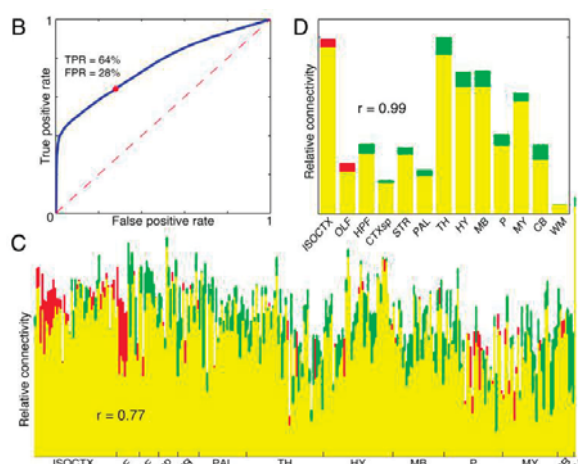 B
1
TPR = 64%
FPR = 28%
True positive rate
0
False positive rate
1
D
r = 0.99
Relative connectivity
ISOCTX
OLF
HPF
CTXsp
STR
PAL
TH
HY
MB
P
MY
CB
WM
C
Relative connectivity
r = 0.77
ISOCTX
PAL
TH
HY
MB
P
MY